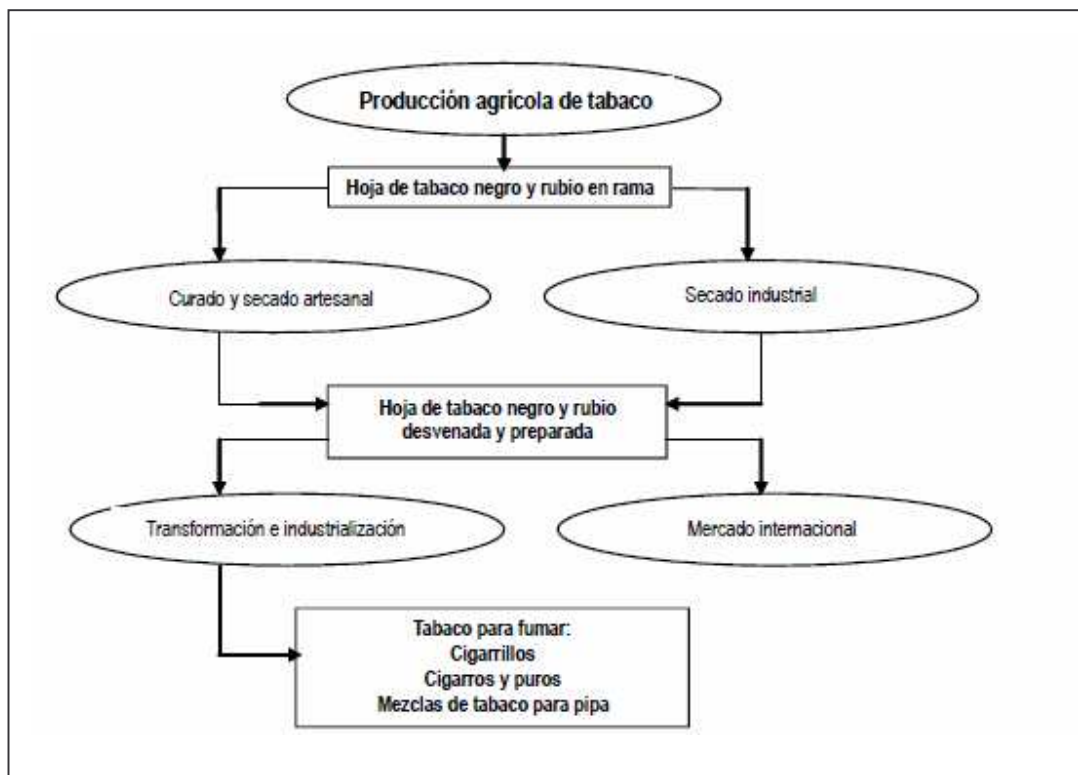 Producción agrícola de tabaco
Hoja de tabaco negro y rubio en rama
Curado y secado artesanal
Secado industrial
Hoja de tabaco negro y rubio
desvenada y preparada
Transformación e industrialización
Mercado internacional
Tabaco para fumar:
Cigarrillos
Cigarros y puros
Mezclas de tabaco para pipa